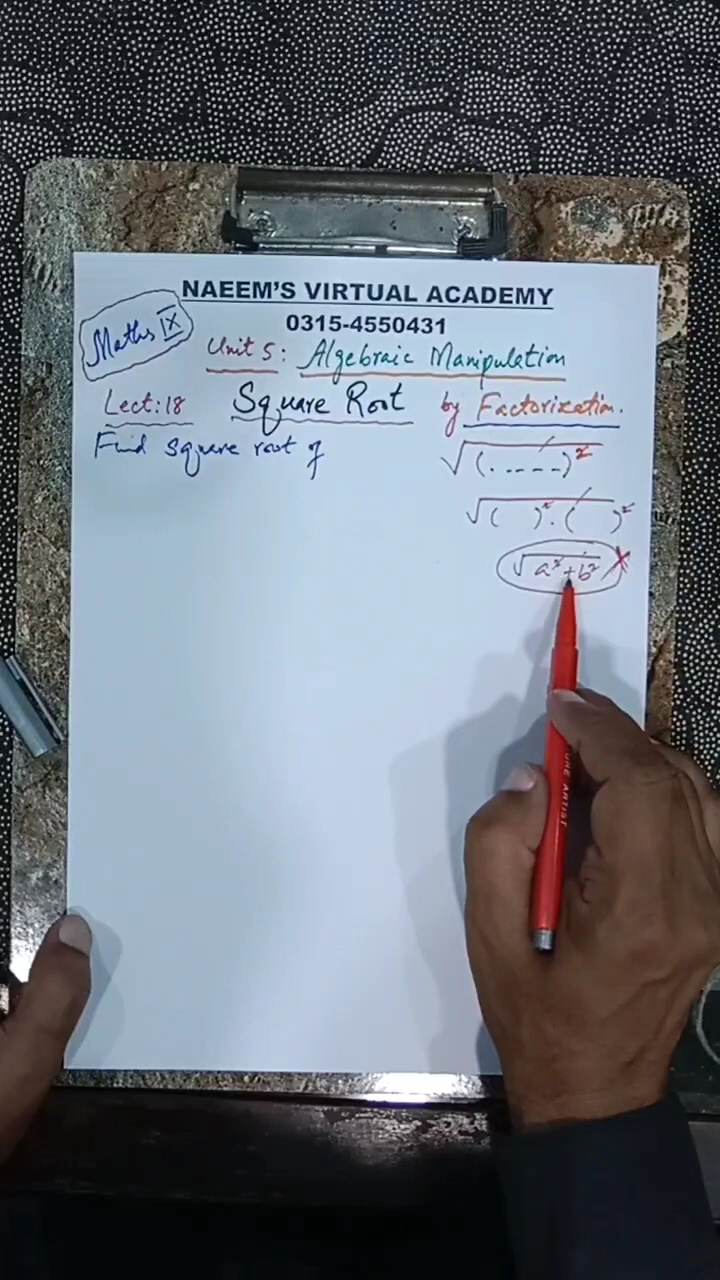 NAEEM'S VIRTUAL ACADEMY
0315-4550431
Maths IX
Unit 5: Algebraic Manipulation
Lect:18 Square Root by Factorization.
Find square root of
√(.-----)²
√( )².( )²
√a²+b² ×